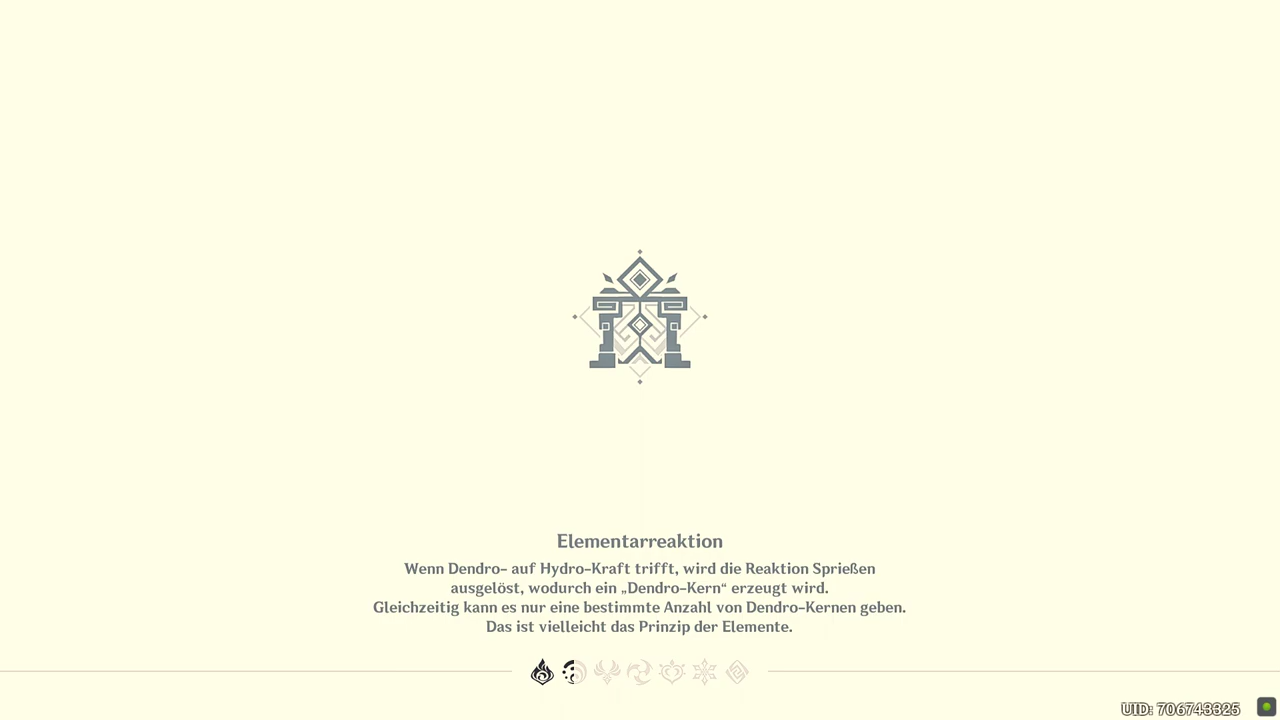 Elementarreaktion
Wenn Dendro- auf Hydro-Kraft trifft, wird die Reaktion Sprießen
ausgelöst, wodurch ein „Dendro-Kern“ erzeugt wird.
Gleichzeitig kann es nur eine bestimmte Anzahl von Dendro-Kernen geben.
Das ist vielleicht das Prinzip der Elemente.
UID: 706743325